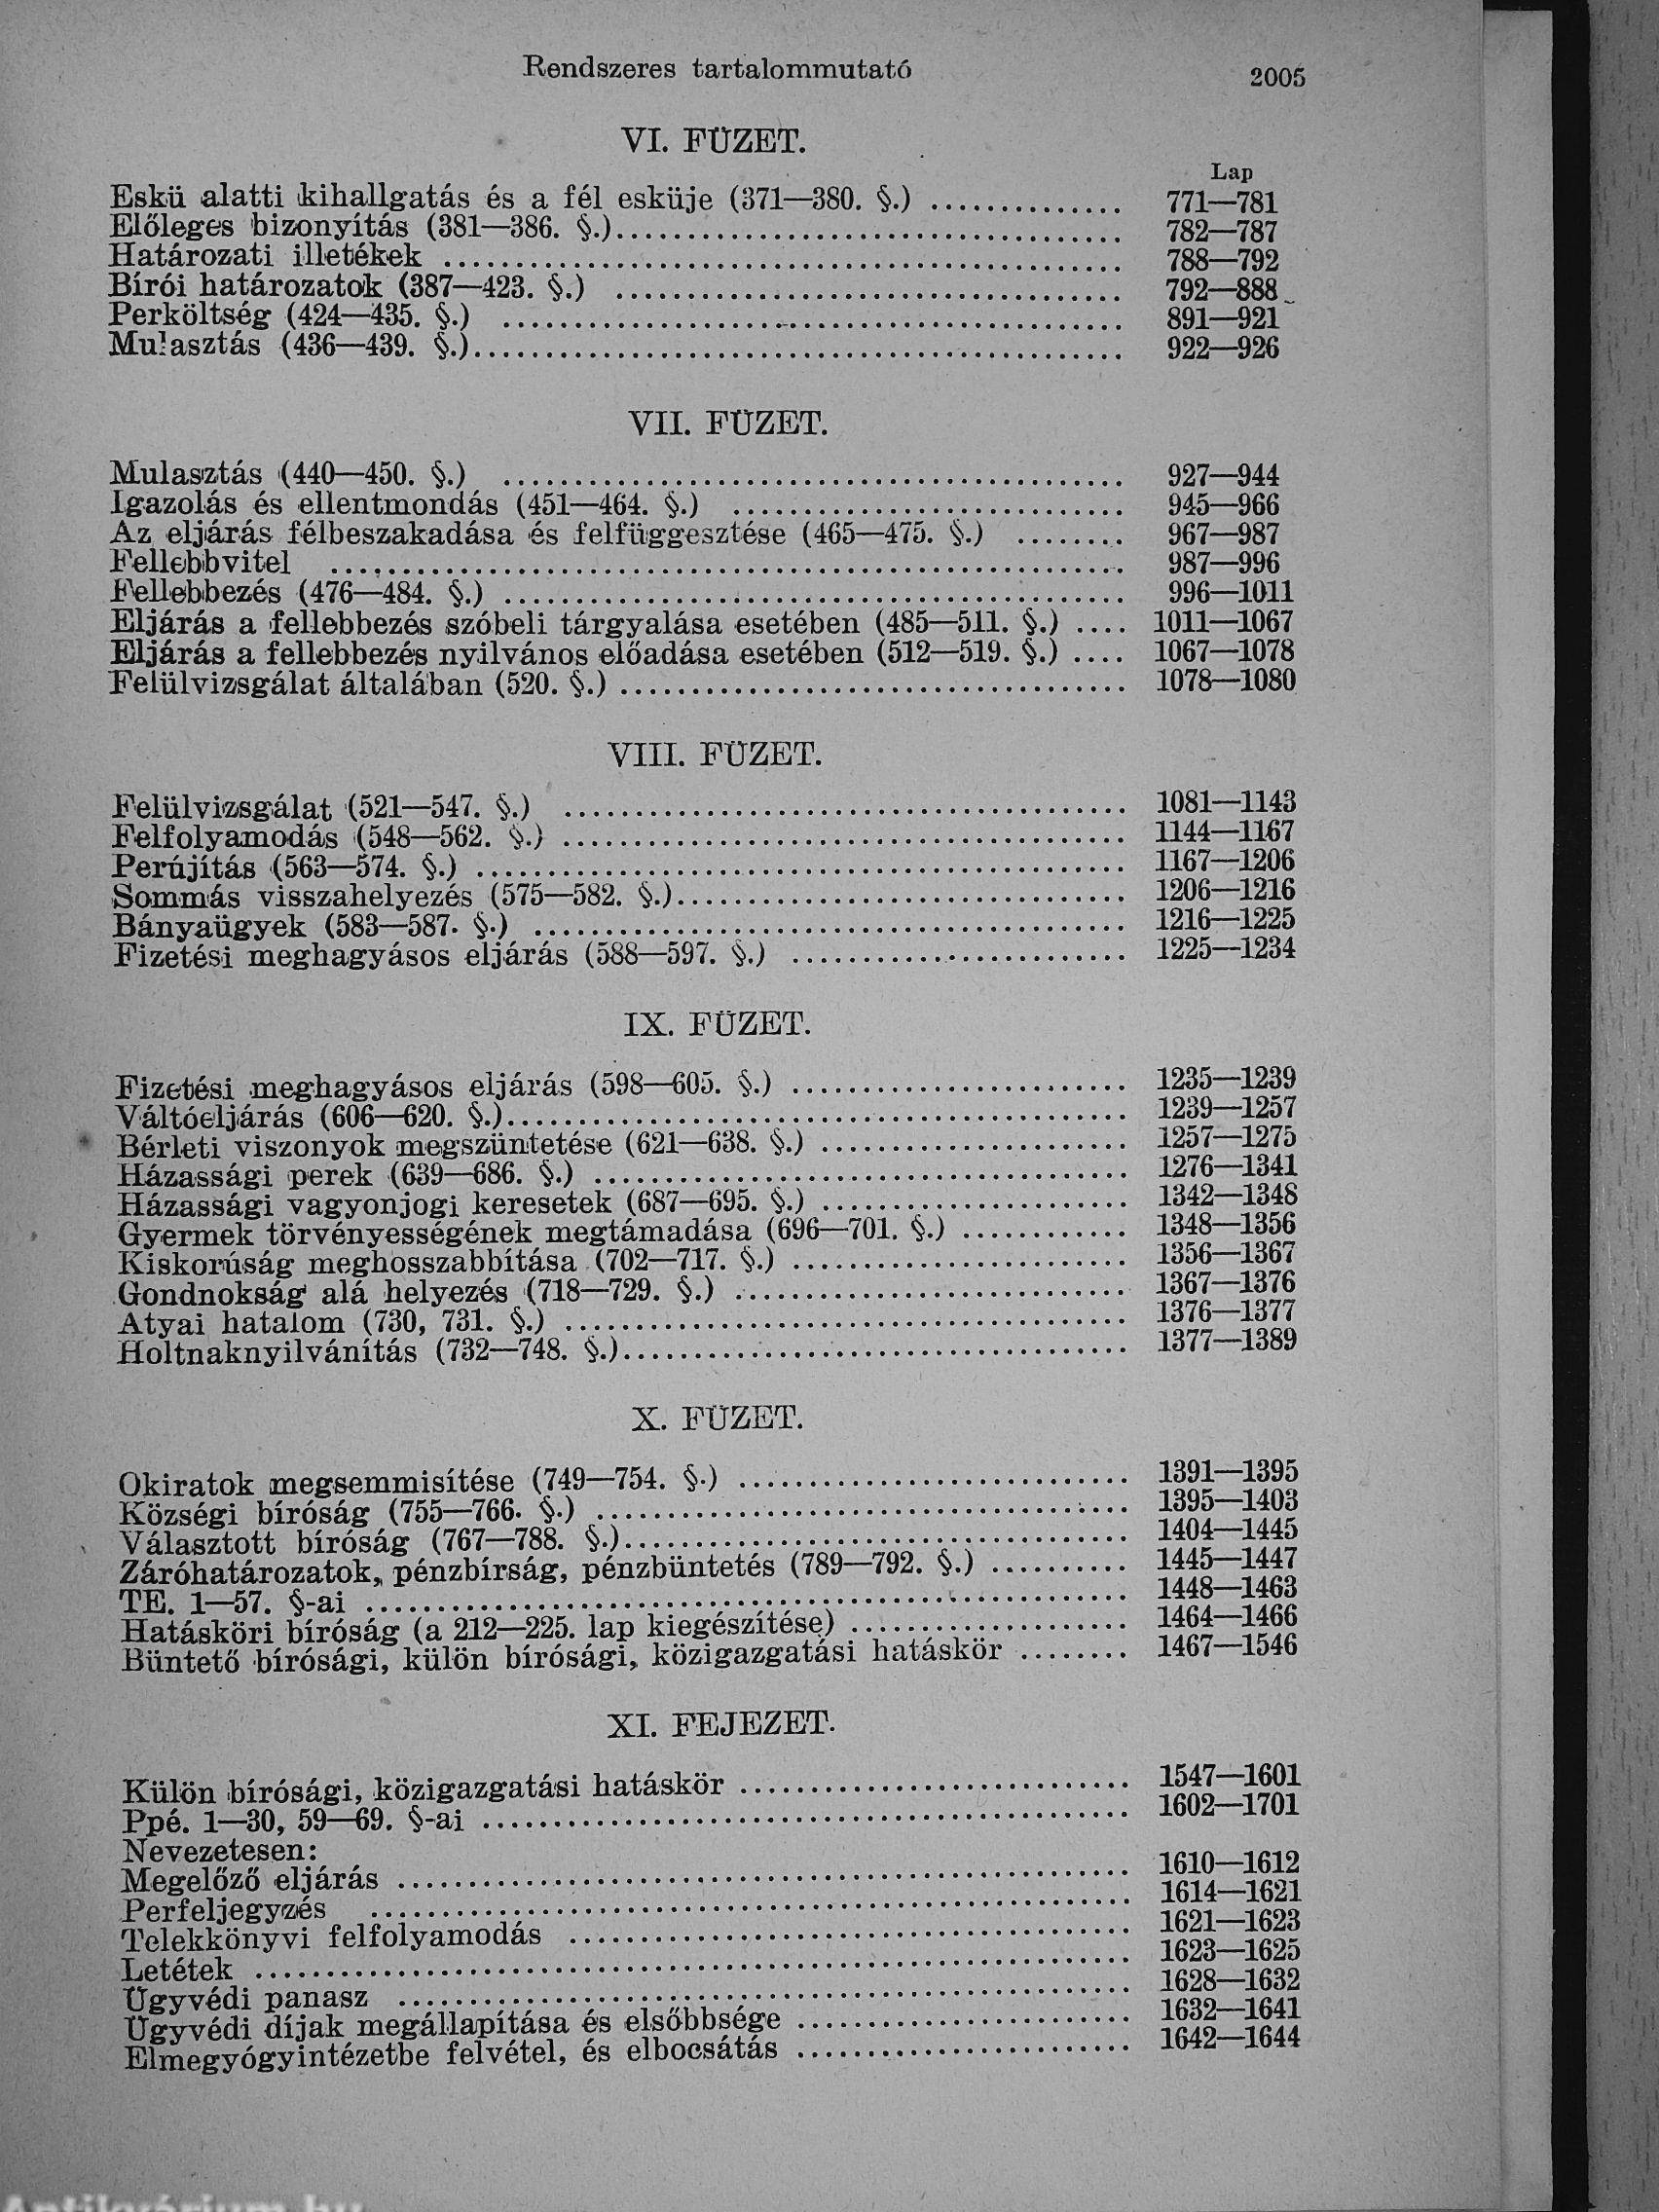 Rendszeres tartalommutató 2005
VI. FÜZET.
Lap
Eskü alatti kihallgatás és a fél esküje (371—380. §.) .............. 771—781
Előleges bizonyítás (381—386. §.).................................... 782—787
Határozati illetékek ................................................ 788—792
Bírói határozatok (387—423. §.) .................................... 792—888
Perköltség (424—435. §.) ............................................ 891—921
Mulasztás (436—439. §.).............................................. 922—926
VII. FÜZET.
Mulasztás (440—450. §.) ............................................ 927—944
Igazolás és ellentmondás (451—464. §.) ............................ 945—966
Az eljárás félbeszakadása és felfüggesztése (465—475. §.) ........ 967—987
Fellebbvitel ........................................................ 987—996
Fellebbezés (476—484. §.) ............................................ 996—1011
Eljárás a fellebbezés szóbeli tárgyalása esetében (485—511. §.) .... 1011—1067
Eljárás a fellebbezés nyilvános előadása esetében (512—519. §.) .... 1067—1078
Felülvizsgálat általában (520. §.) .................................... 1078—1080
VIII. FÜZET.
Felülvizsgálat (521—547. §.) ........................................ 1081—1143
Felfolyamodás (548—562. §.) ........................................ 1144—1167
Perújítás (563—574. §.) .............................................. 1167—1206
Sommás visszahelyezés (575—582. §.)................................ 1206—1216
Bányaügyek (583—587. §.) .......................................... 1216—1225
Fizetési meghagyásos eljárás (588—597. §.) ........................ 1225—1234
IX. FÜZET.
Fizetési meghagyásos eljárás (598—605. §.) ........................ 1235—1239
Váltóeljárás (606—620. §.)............................................ 1239—1257
Bérleti viszonyok megszüntetése (621—638. §.) ...................... 1257—1275
Házassági perek (639—686. §.) ...................................... 1276—1341
Házassági vagyonjogi keresetek (687—695. §.) ...................... 1342—1348
Gyermek törvényességének megtámadása (696—701. §.) ............ 1348—1356
Kiskorúság meghosszabbítása (702—717. §.) ........................ 1356—1367
Gondnokság alá helyezés (718—729. §.) ............................ 1367—1376
Atyai hatalom (730, 731. §.) ........................................ 1376—1377
Holtnaknyilvánítás (732—748. §.).................................... 1377—1389
X. FÜZET.
Okiratok megsemmisítése (749—754. §.) ............................ 1391—1395
Községi bíróság (755—766. §.) ...................................... 1395—1403
Választott bíróság (767—788. §.).................................... 1404—1445
Záróhatározatok, pénzbírság, pénzbüntetés (789—792. §.) .......... 1445—1447
TE. 1—57. §-ai ...................................................... 1448—1463
Hatásköri bíróság (a 212—225. lap kiegészítése) .................... 1464—1466
Büntető bírósági, külön bírósági, közigazgatási hatáskör ........ 1467—1546
XI. FEJEZET.
Külön bírósági, közigazgatási hatáskör ............................ 1547—1601
Ppé. 1—30, 59—69. §-ai .............................................. 1602—1701
Nevezetesen:
Megelőző eljárás .................................................... 1610—1612
Perfeljegyzés ...................................................... 1614—1621
Telekkönyvi felfolyamodás ........................................ 1621—1623
Letétek .............................................................. 1623—1625
Ügyvédi panasz .................................................... 1628—1632
Ügyvédi díjak megállapítása és elsőbbsége ........................ 1632—1641
Elmegyógyintézetbe felvétel, és elbocsátás ........................ 1642—1644
Antikvárium.hu